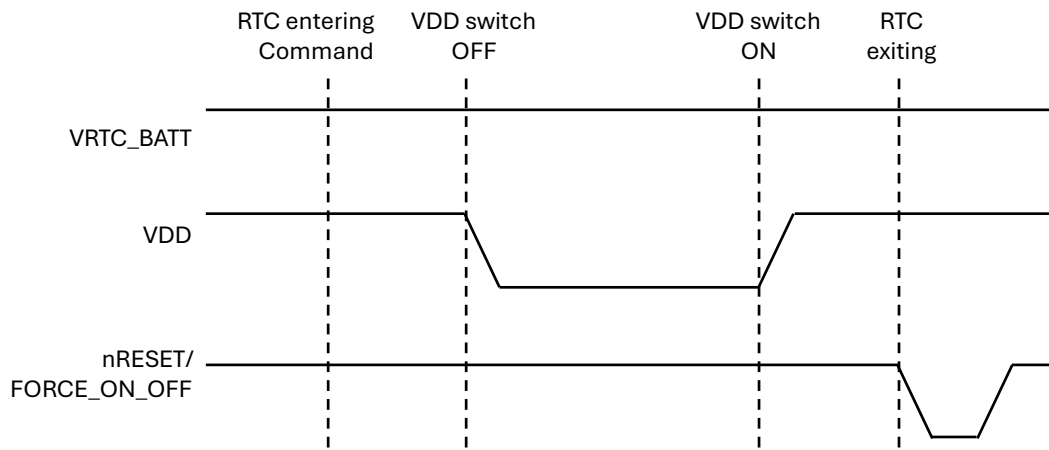 RTC entering
Command
VDD switch
OFF
VDD switch
ON
RTC
exiting
VRTC_BATT
VDD
nRESET/
FORCE_ON_OFF